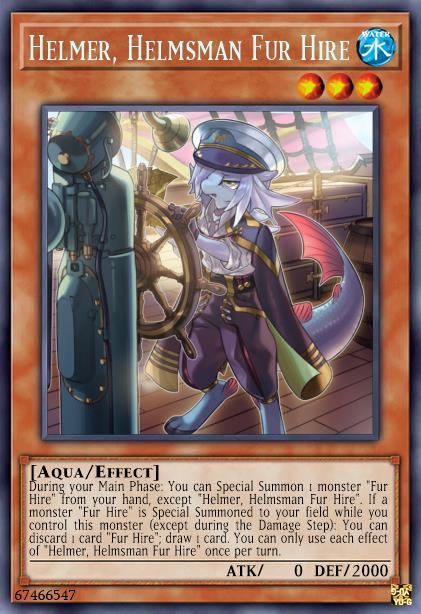 Helmer, Helmsman Fur Hire
WATER
水
[Aqua/Effect]
During your Main Phase: You can Special Summon 1 monster "Fur
Hire" from your hand, except "Helmer, Helmsman Fur Hire". If a
monster "Fur Hire" is Special Summoned to your field while you
control this monster (except during the Damage Step): You can
discard 1 card "Fur Hire"; draw 1 card. You can only use each effect
of "Helmer, Helmsman Fur Hire" once per turn.
ATK/ 0 DEF/2000
67466547